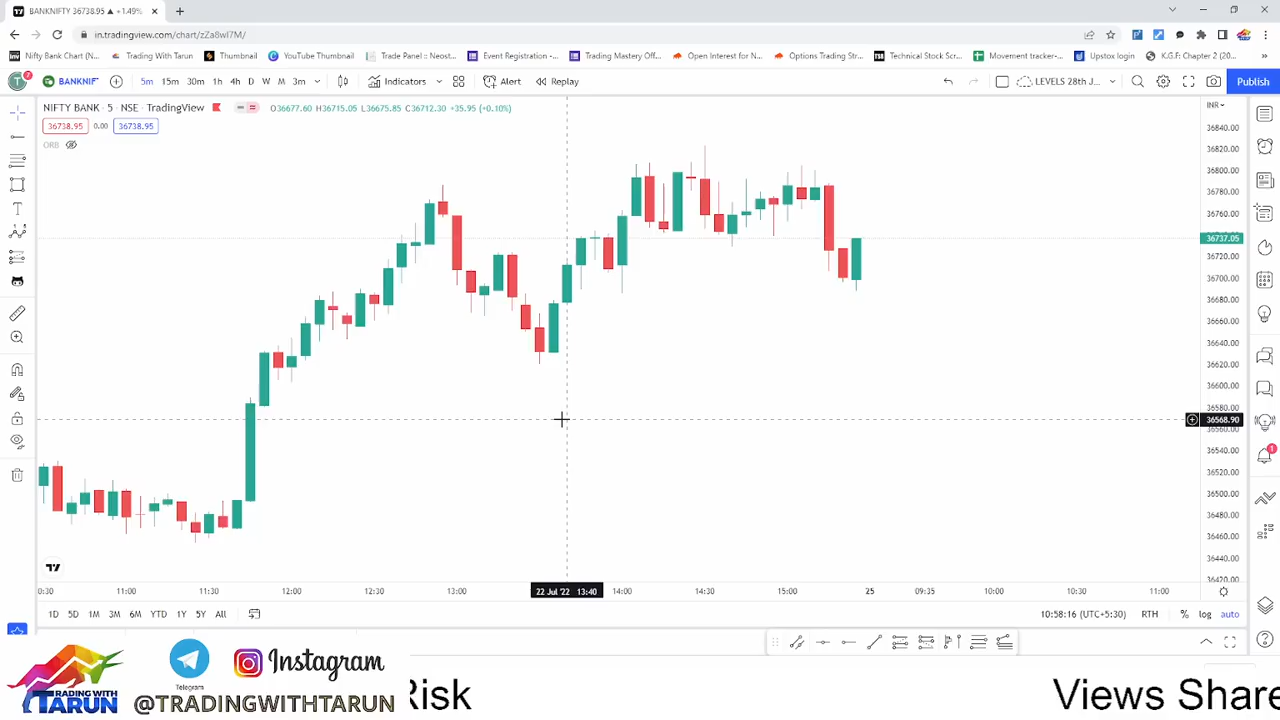 BANKNIFTY 36738.95 ▲ +1.49%
in.tradingview.com/chart/zZa8wI7M/
Nifty Bank Chart (N... Trading With Tarun Thumbnail YouTube Thumbnail Trade Panel :: Neost... Event Registration -... Trading Mastery Off... Open Interest for N... Options Trading Str... Technical Stock Scr... Movement tracker-... Upstox login K.G.F: Chapter 2 (20...
7 BANKNIF 5m 15m 30m 1h 4h D W M 3m Indicators Alert Replay LEVELS 28th J... Publish
NIFTY BANK · 5 · NSE · TradingView O36677.60 H36715.05 L36675.85 C36712.30 +35.95 (+0.10%) INR
36738.95 0.00 36738.95
ORB
36840.00
36820.00
36800.00
36780.00
36760.00
36737.05
36720.00
36700.00
36680.00
36660.00
36640.00
36620.00
36600.00
36580.00
36568.90
36560.00
36540.00
36520.00
36500.00
36480.00
36460.00
36440.00
36420.00
1
0:30 11:00 11:30 12:00 12:30 13:00 22 Jul '22 13:40 14:00 14:30 15:00 25 09:35 10:00 10:30 11:00
1D 5D 1M 3M 6M YTD 1Y 5Y All 10:58:16 (UTC+5:30) RTH % log auto
TRADING WITH
TARUN
Telegram
Instagram
@TRADINGWITHTARUN
Risk Views Share